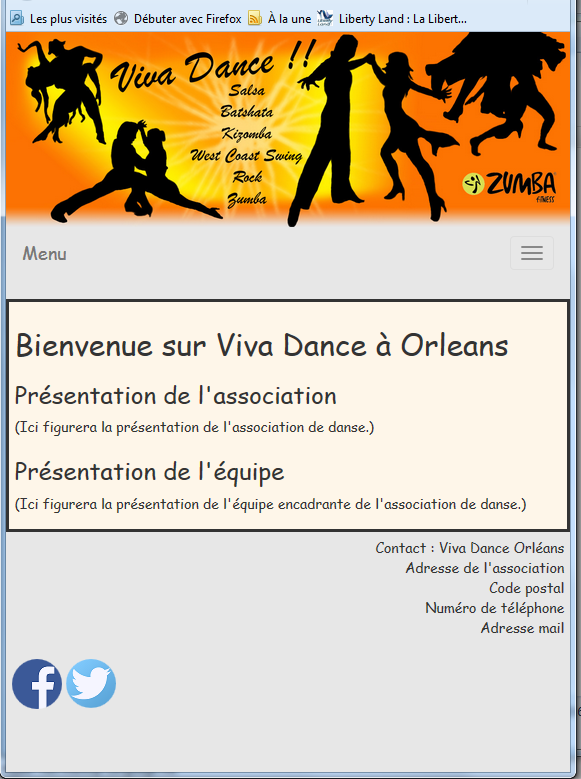 Les plus visités Débuter avec Firefox À la une Liberty Land : La Libert...
Viva Dance !!
Salsa
Batshata
Kizomba
West Coast Swing
Rock
Zumba
ZUMBA
FITNESS
Menu
Bienvenue sur Viva Dance à Orleans
Présentation de l'association
(Ici figurera la présentation de l'association de danse.)
Présentation de l'équipe
(Ici figurera la présentation de l'équipe encadrante de l'association de danse.)
Contact : Viva Dance Orléans
Adresse de l'association
Code postal
Numéro de téléphone
Adresse mail